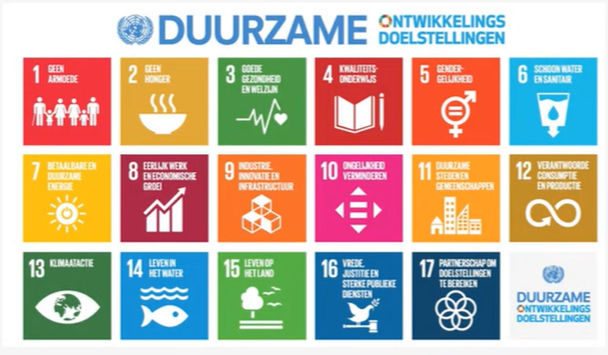 DUURZAME ONTWIKKELINGS
DOELSTELLINGEN
1 GEEN
ARMOEDE
2 GEEN
HONGER
3 GOEDE
GEZONDHEID
EN WELZIJN
4 KWALITEITS-
ONDERWIJS
5 GENDER-
GELIJKHEID
6 SCHOON WATER
EN SANITAIR
7 BETAALBARE EN
DUURZAME
ENERGIE
8 EERLIJK WERK
EN ECONOMISCHE
GROEI
9 INDUSTRIE,
INNOVATIE EN
INFRASTRUCTUUR
10 ONGELIJKHEID
VERMINDEREN
11 DUURZAME
STEDEN EN
GEMEENSCHAPPEN
12 VERANTWOORDE
CONSUMPTIE
EN PRODUCTIE
13 KLIMAATACTIE
14 LEVEN IN
HET WATER
15 LEVEN OP
HET LAND
16 VREDE,
JUSTITIE EN
STERKE PUBLIEKE
DIENSTEN
17 PARTNERSCHAP OM
DOELSTELLINGEN
TE BEREIKEN
DUURZAME
ONTWIKKELINGS
DOELSTELLINGEN